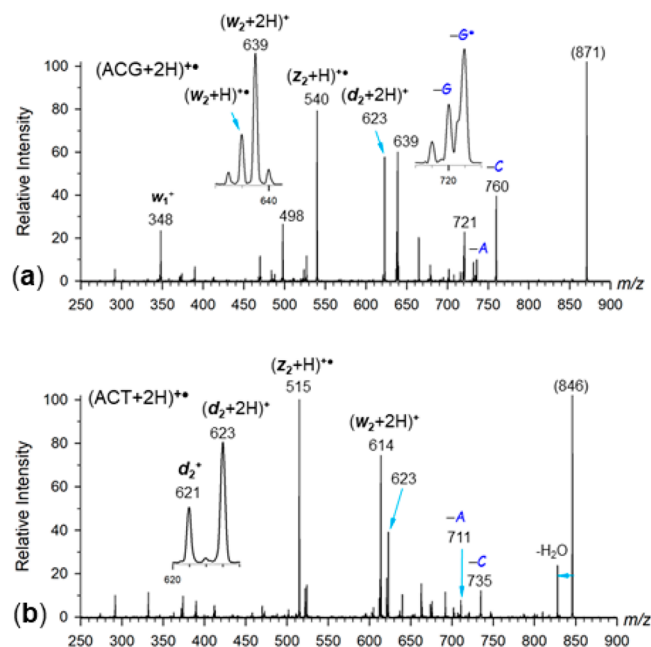 (w₂+2H)⁺
639
–G•
100
(ACG+2H)⁺•
(871)
(z₂+H)⁺•
(w₂+H)⁺•
540
(d₂+2H)⁺
–G
80
623
639
60
640
720
–C
760
40
w₁⁺
348
498
721
–A
20
0
Relative Intensity
(a)
250 300 350 400 450 500 550 600 650 700 750 800 850 900
m/z
(z₂+H)⁺•
515
(ACT+2H)⁺•
(846)
100
(d₂+2H)⁺
623
(w₂+2H)⁺
614
80
d₂⁺
621
623
60
620
–A
711
40
–C
735
-H₂O
20
0
Relative Intensity
(b)
200 250 300 350 400 450 500 550 600 650 700 750 800 850
m/z